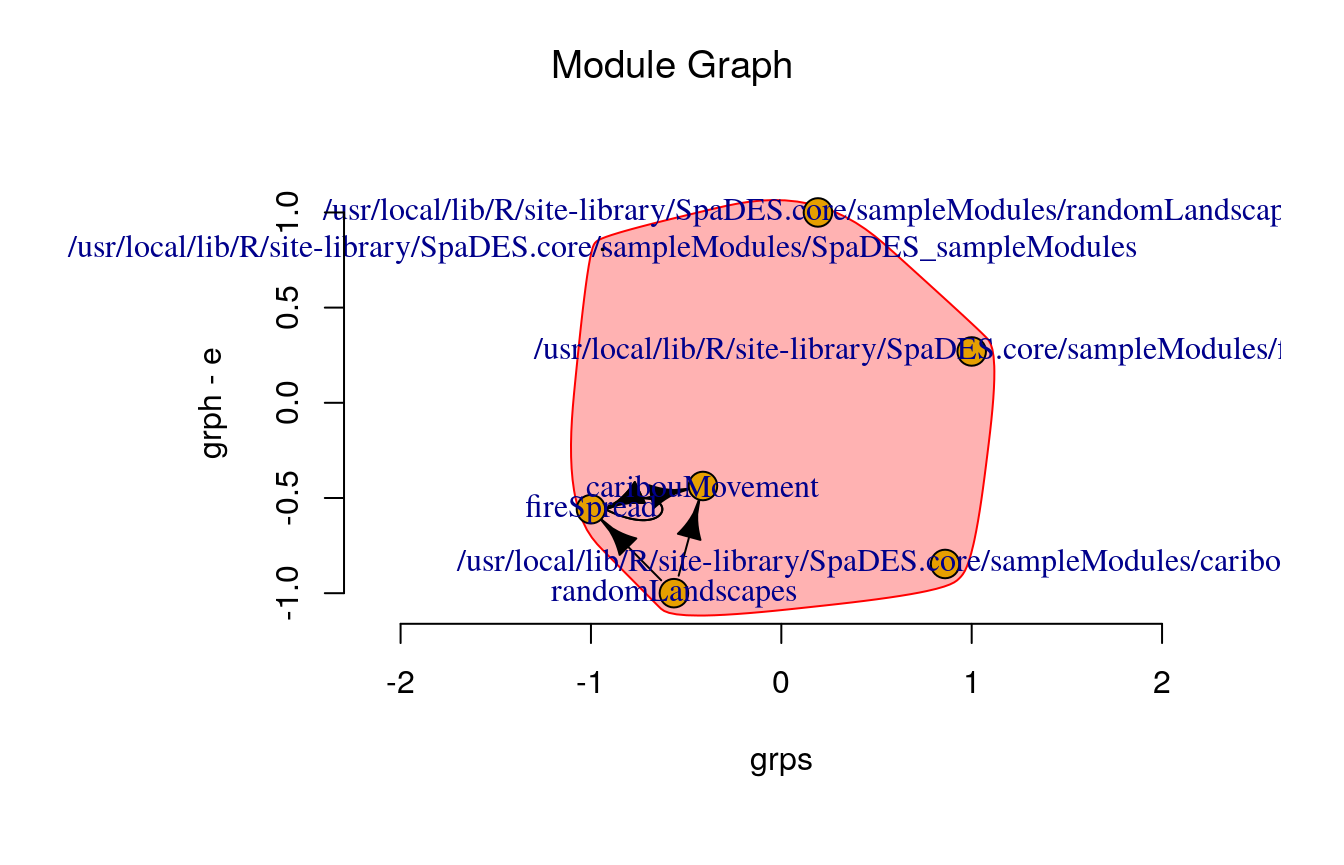 Module Graph
/usr/local/lib/R/site-library/SpaDES.core/sampleModules/randomLandscap
/usr/local/lib/R/site-library/SpaDES.core/sampleModules/SpaDES_sampleModules
/usr/local/lib/R/site-library/SpaDES.core/sampleModules/f
caribouMovement
fireSpread
/usr/local/lib/R/site-library/SpaDES.core/sampleModules/caribo
randomLandscapes
1.0
0.5
0.0
-0.5
-1.0
grph - e
-2 -1 0 1 2
grps